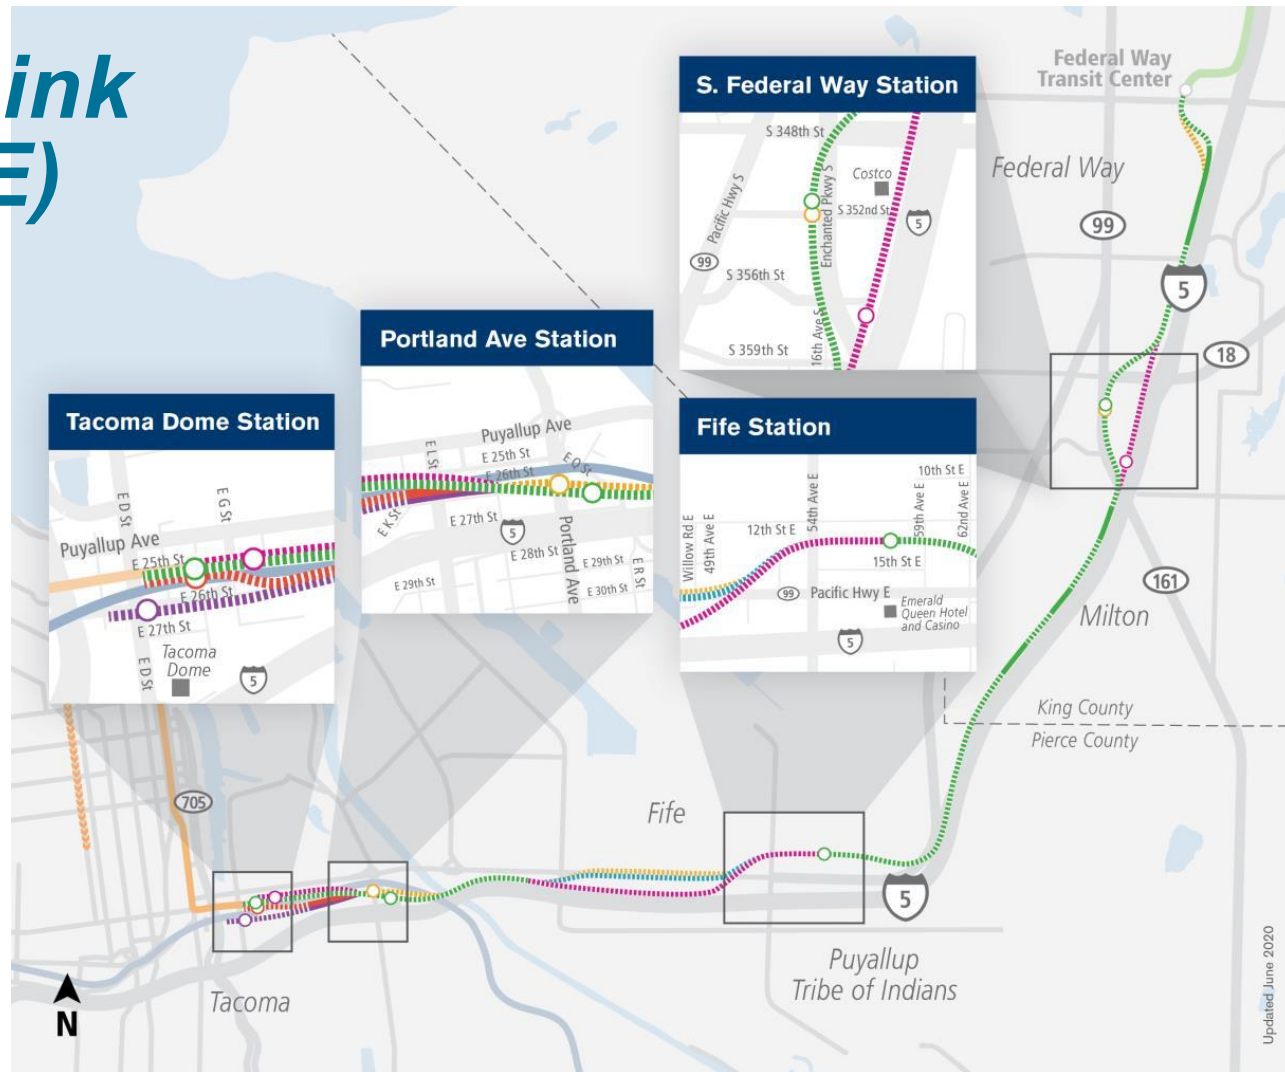 ink
E)
Federal Way
Transit Center
Federal Way
99
5
18
161
Milton
King County
Pierce County
S. Federal Way Station
S 348th St
Pacific Hwy S
Enchanted Pkwy S
Costco
S 352nd St
5
99
S 356th St
16th Ave S
S 359th St
Portland Ave Station
Puyallup Ave
E L St
E 25th St
E 26th St
E Q St
E K St
E 27th St
5
E 28th St
Portland Ave
E 29th St
E 29th St
E 30th St
E R St
Tacoma Dome Station
E D St
E G St
Puyallup Ave
E 25th St
E 26th St
E 27th St
E D St
Tacoma
Dome
5
Fife Station
10th St E
Willow Rd E
49th Ave E
54th Ave E
59th Ave E
62nd Ave E
12th St E
15th St E
99
Pacific Hwy E
Emerald
Queen Hotel
and Casino
5
705
Fife
5
Puyallup
Tribe of Indians
Tacoma
N
Updated June 2020